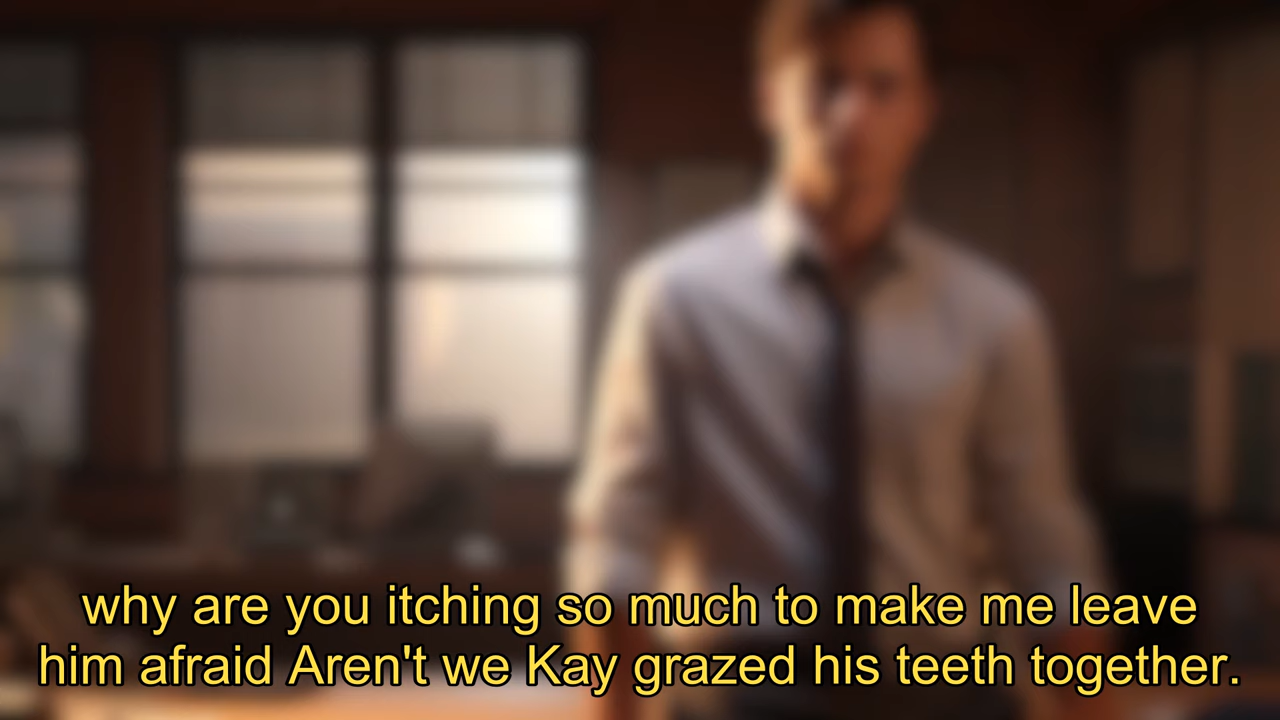 why are you itching so much to make me leave
him afraid Aren't we Kay grazed his teeth together.